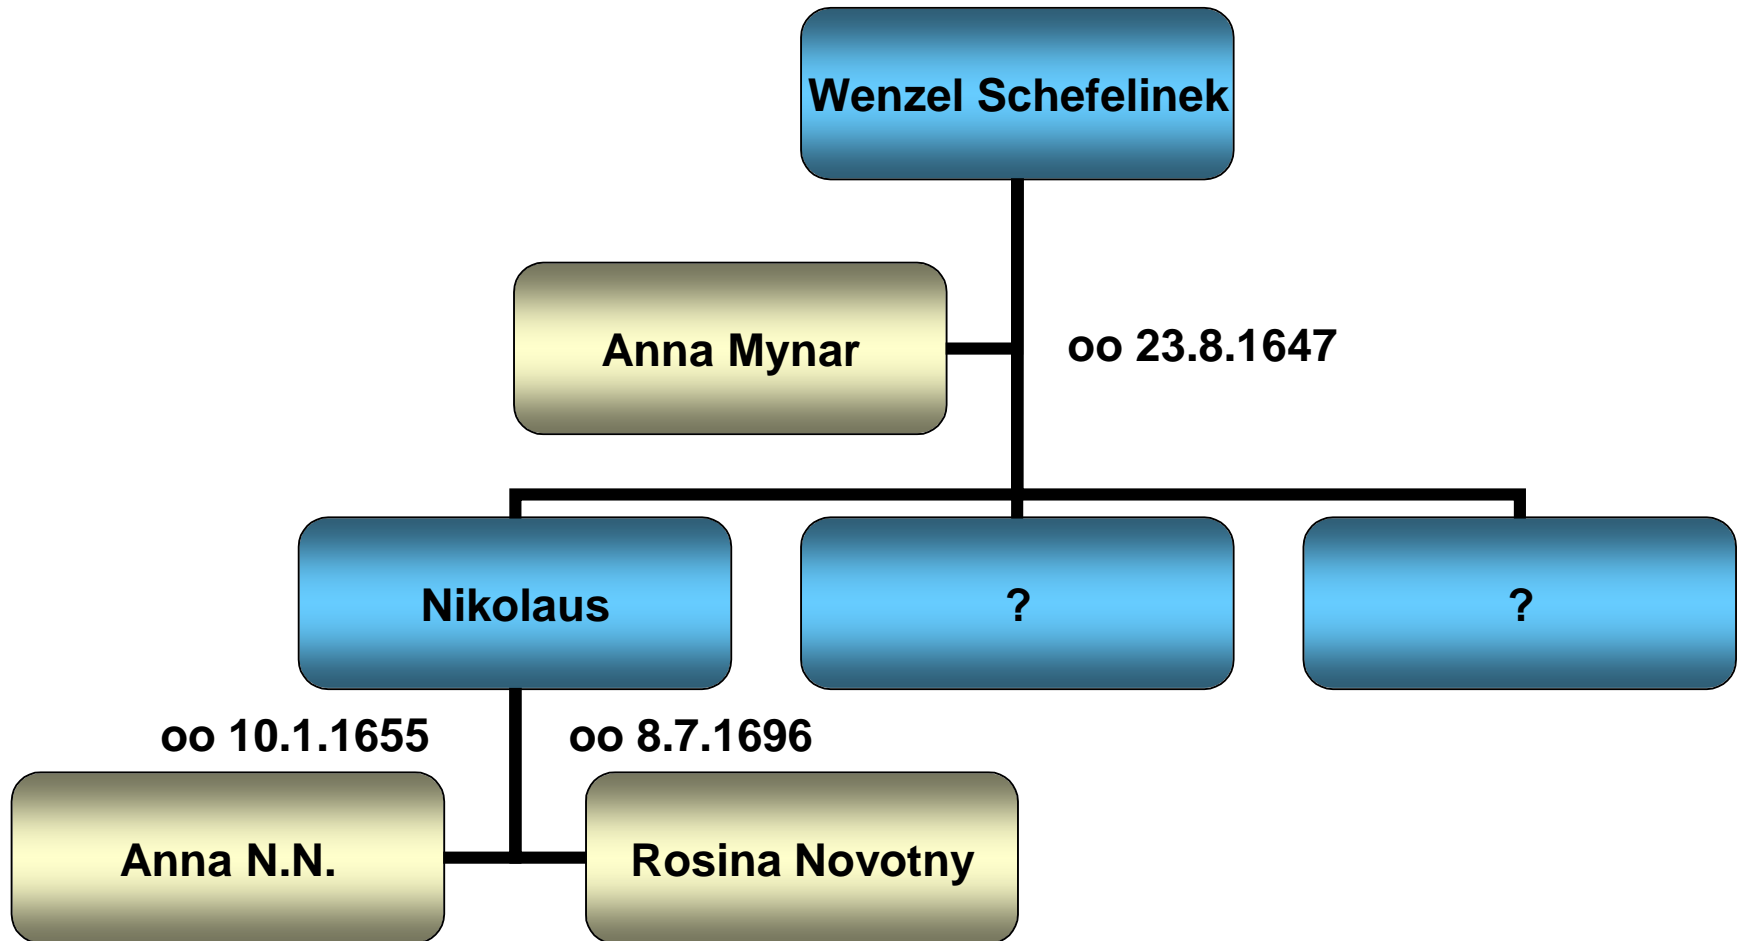 Wenzel Schefelinek
Anna Mynar
oo 23.8.1647
Nikolaus
?
?
oo 10.1.1655
oo 8.7.1696
Anna N.N.
Rosina Novotny